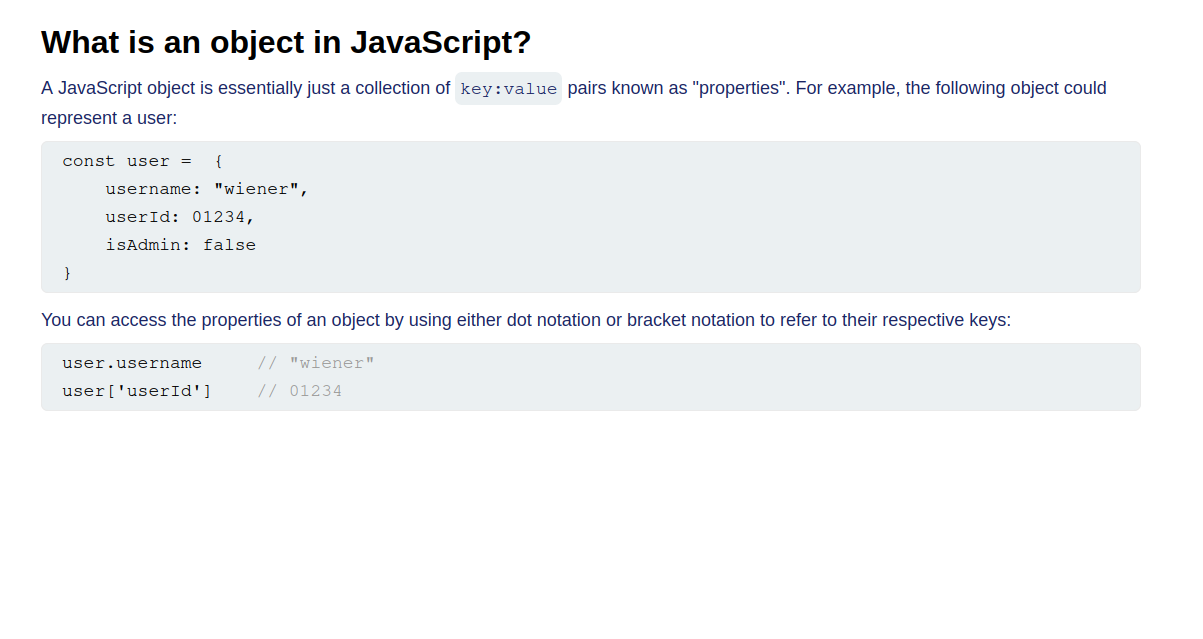 What is an object in JavaScript?
A JavaScript object is essentially just a collection of key:value pairs known as "properties". For example, the following object could
represent a user:
const user =  {
    username: "wiener",
    userId: 01234,
    isAdmin: false
}
You can access the properties of an object by using either dot notation or bracket notation to refer to their respective keys:
user.username     // "wiener"
user['userId']    // 01234